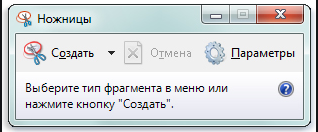 Ножницы
Создать Отмена Параметры
Выберите тип фрагмента в меню или
нажмите кнопку "Создать".
?